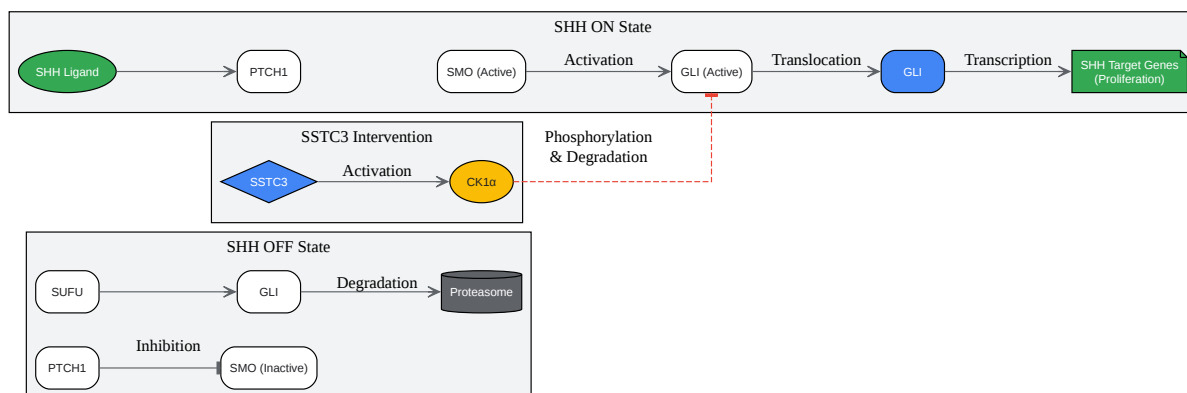 SHH ON State
SHH Ligand
PTCH1
SMO (Active)
Activation
GLI (Active)
Translocation
GLI
Transcription
SHH Target Genes
(Proliferation)
SSTC3 Intervention
SSTC3
Activation
CK1α
Phosphorylation
& Degradation
SHH OFF State
SUFU
GLI
Degradation
Proteasome
PTCH1
Inhibition
SMO (Inactive)